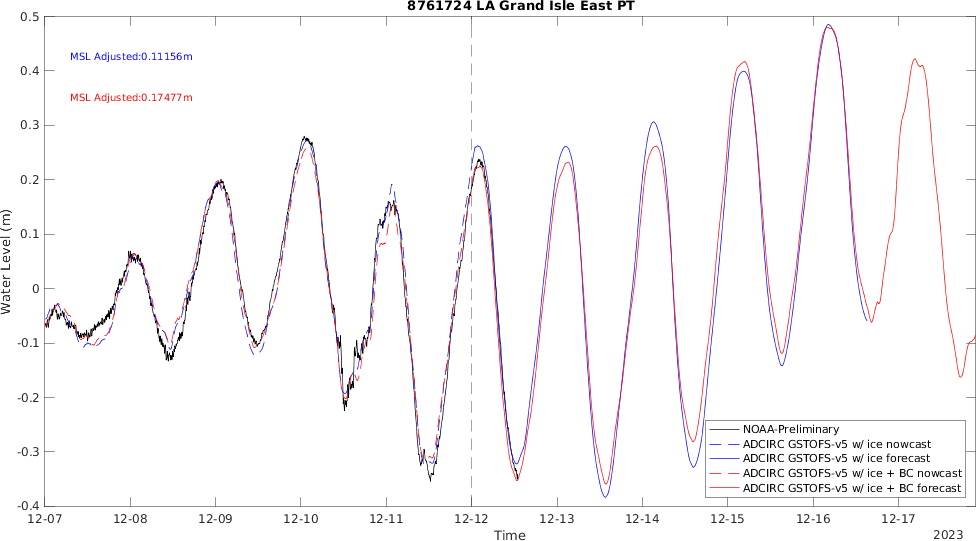 8761724 LA Grand Isle East PT
0.5
MSL Adjusted:0.11156m
0.4
MSL Adjusted:0.17477m
0.3
0.2
0.1
0
-0.1
-0.2
-0.3
-0.4
Water Level (m)
NOAA-Preliminary
ADCIRC GSTOFS-v5 w/ ice nowcast
ADCIRC GSTOFS-v5 w/ ice forecast
ADCIRC GSTOFS-v5 w/ ice + BC nowcast
ADCIRC GSTOFS-v5 w/ ice + BC forecast
12-07 12-08 12-09 12-10 12-11 12-12 12-13 12-14 12-15 12-16 12-17
Time
2023